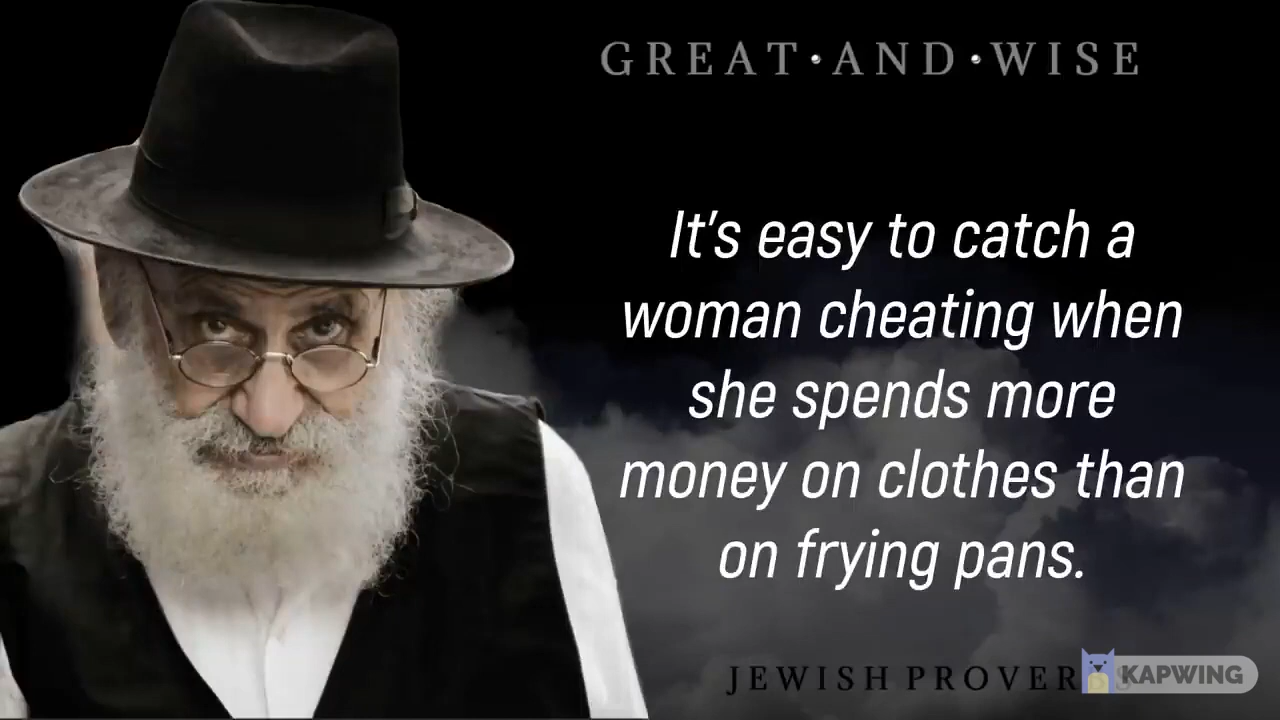 GREAT·AND·WISE
It's easy to catch a
woman cheating when
she spends more
money on clothes than
on frying pans.
JEWISH PROVERBS
KAPWING